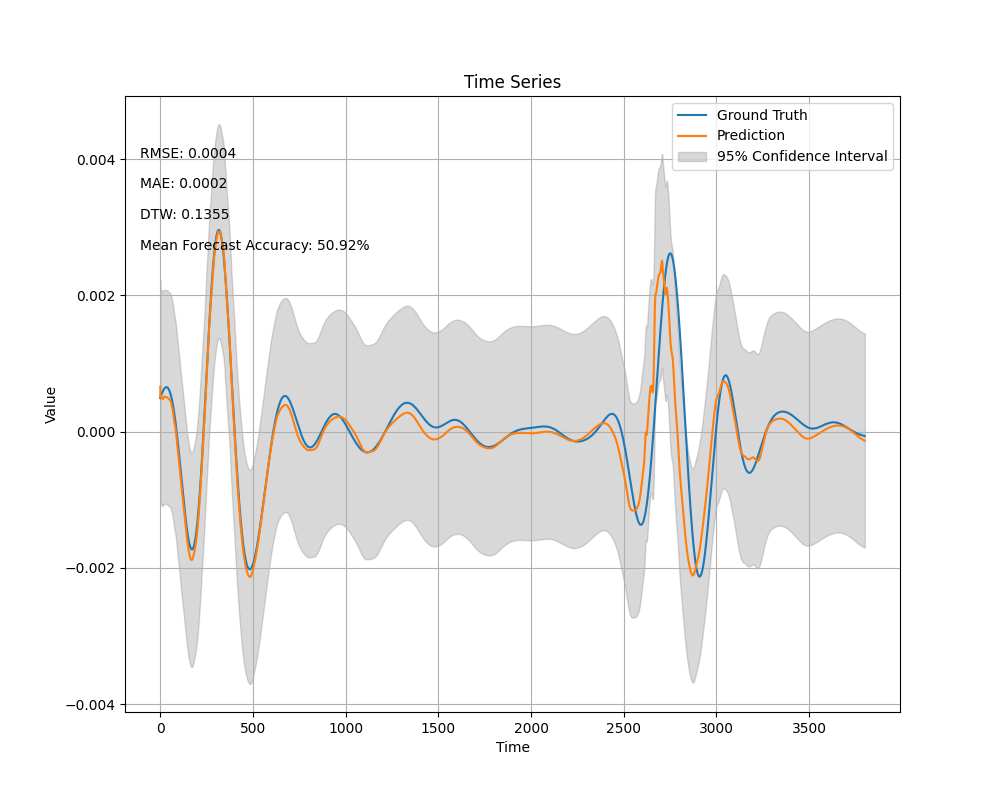 Time Series
Ground Truth
Prediction
95% Confidence Interval
RMSE: 0.0004
MAE: 0.0002
DTW: 0.1355
Mean Forecast Accuracy: 50.92%
0.004
0.002
0.000
−0.002
−0.004
Value
0 500 1000 1500 2000 2500 3000 3500
Time